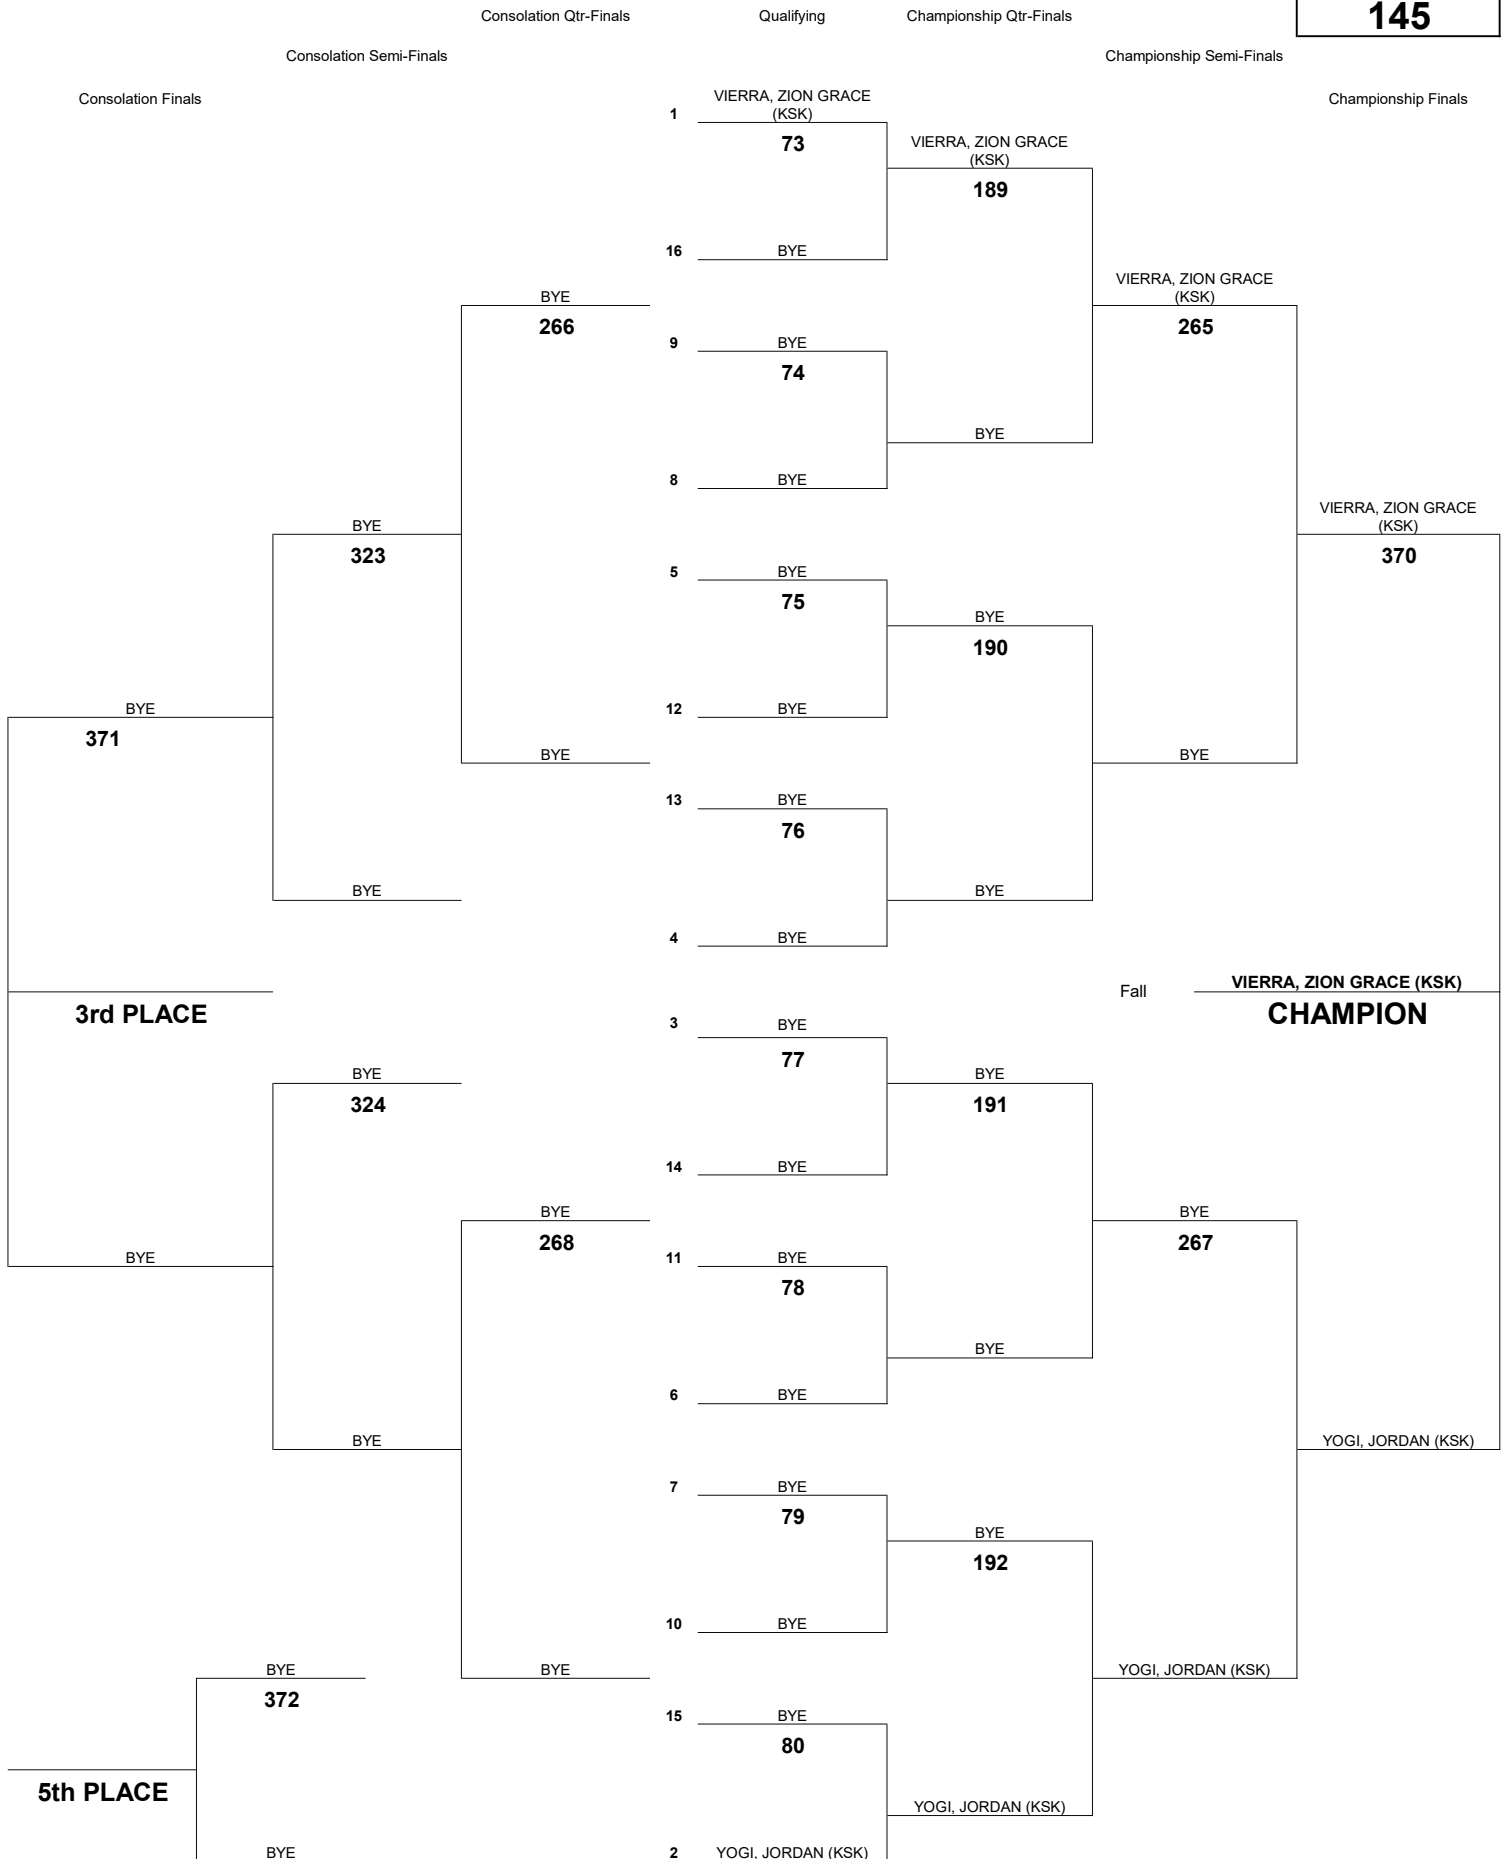 Consolation Qtr-Finals Qualifying Championship Qtr-Finals 145
Consolation Semi-Finals Championship Semi-Finals
Consolation Finals Championship Finals
VIERRA, ZION GRACE
1 (KSK)
73
VIERRA, ZION GRACE
(KSK)
189
16 BYE
VIERRA, ZION GRACE
BYE (KSK)
266 265
9 BYE
74
BYE
8 BYE
VIERRA, ZION GRACE
BYE (KSK)
323 370
5 BYE
75
BYE
190
BYE 12 BYE
371
BYE BYE
13 BYE
76
BYE BYE
4 BYE
Fall VIERRA, ZION GRACE (KSK)
3rd PLACE CHAMPION
3 BYE
77
BYE BYE
324 191
14 BYE
BYE BYE
268 267
BYE 11 BYE
78
BYE
6 BYE
BYE YOGI, JORDAN (KSK)
7 BYE
79
BYE
192
10 BYE
BYE BYE YOGI, JORDAN (KSK)
372
15 BYE
80
5th PLACE
YOGI, JORDAN (KSK)
BYE 2 YOGI, JORDAN (KSK)